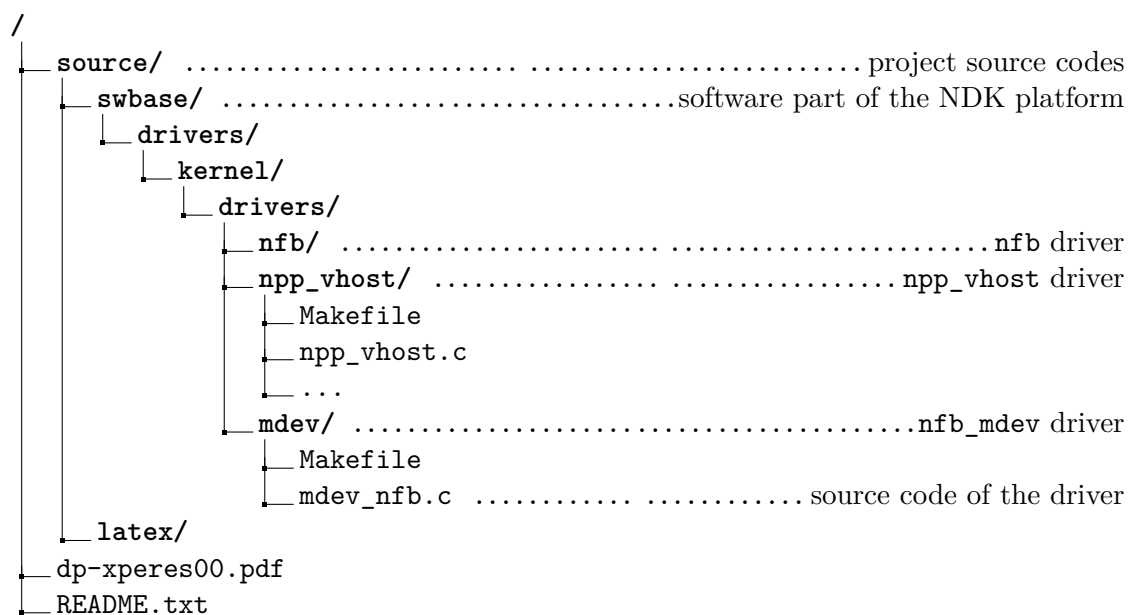 /
source/ .......................... ......................... project source codes
swbase/ .................................. software part of the NDK platform
drivers/
kernel/
drivers/
nfb/ ........................ ........................ nfb driver
npp_vhost/ ................. ................. npp_vhost driver
Makefile
npp_vhost.c
...
mdev/ .......................................... nfb_mdev driver
Makefile
mdev_nfb.c ............ ............ source code of the driver
latex/
dp-xperes00.pdf
README.txt